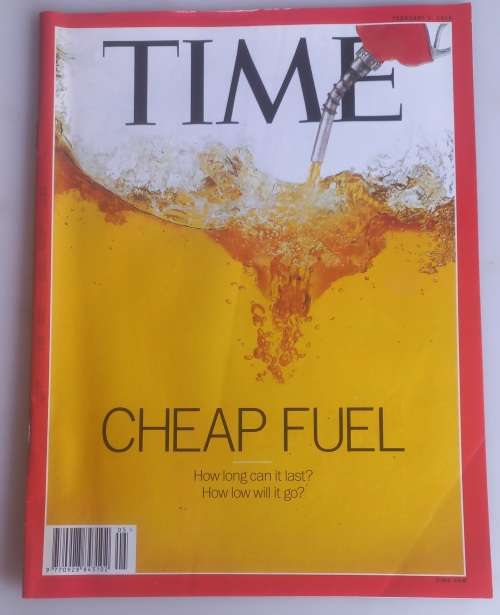 TIME
CHEAP FUEL
How long can it last?
How low will it go?